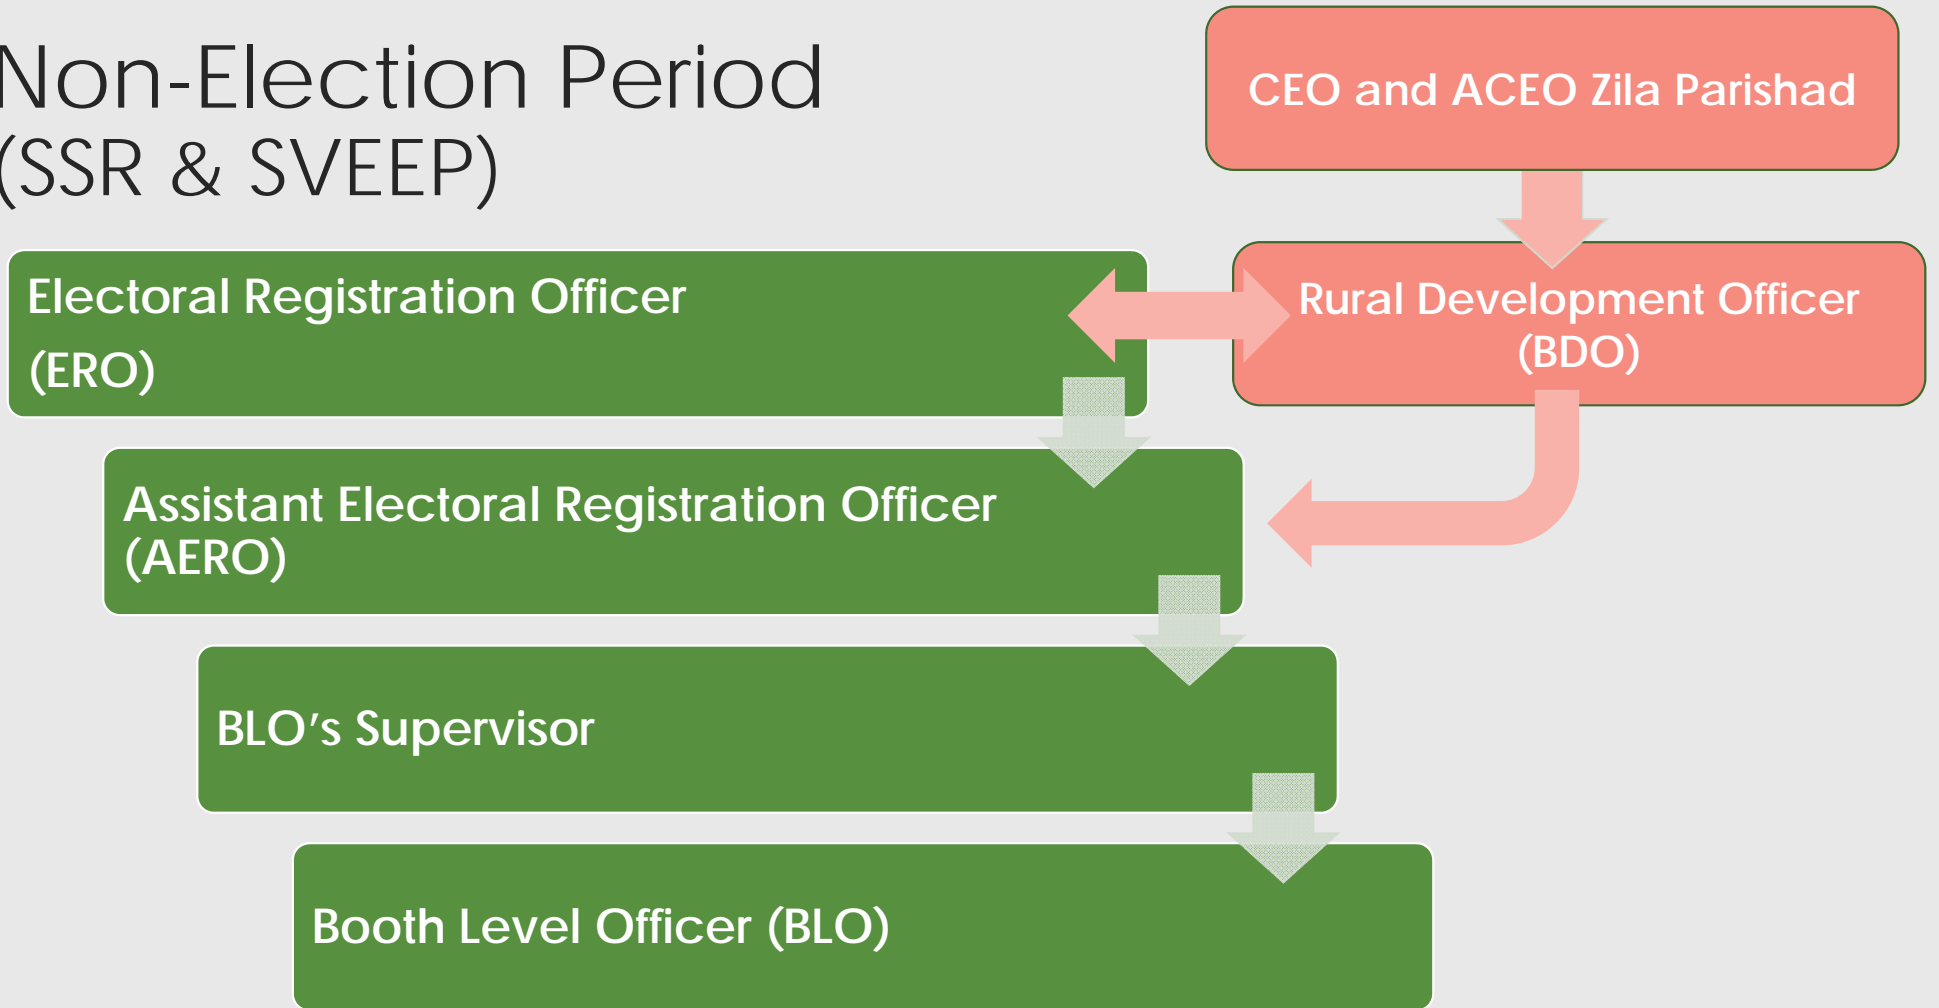 Non-Election Period
(SSR & SVEEP)
CEO and ACEO Zila Parishad
Electoral Registration Officer
(ERO)
Rural Development Officer
(BDO)
Assistant Electoral Registration Officer
(AERO)
BLO’s Supervisor
Booth Level Officer (BLO)